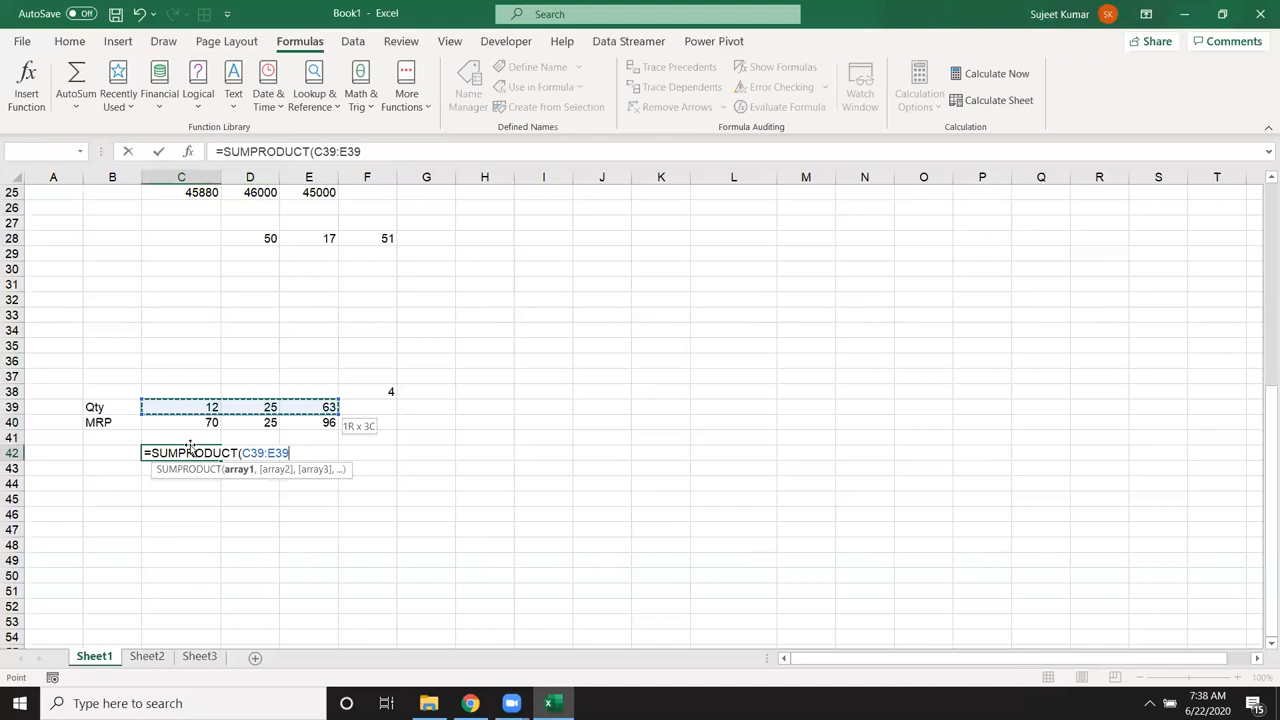 AutoSave Off Book1 - Excel Search Sujeet Kumar SK
File Home Insert Draw Page Layout Formulas Data Review View Developer Help Data Streamer Power Pivot Share Comments
Insert Function
AutoSum
Recently Used
Financial
Logical
Text
Date & Time
Lookup & Reference
Math & Trig
More Functions
Function Library
Name Manager
Define Name
Use in Formula
Create from Selection
Defined Names
Trace Precedents
Trace Dependents
Remove Arrows
Show Formulas
Error Checking
Evaluate Formula
Formula Auditing
Watch Window
Calculation Options
Calculate Now
Calculate Sheet
Calculation
fx =SUMPRODUCT(C39:E39
A B C D E F G H I J K L M N O P Q R S T
25 45880 46000 45000
26
27
28 50 17 51
29
30
31
32
33
34
35
36
37
38 4
39 Qty 12 25 63
40 MRP 70 25 96 1R x 3C
41
42 =SUMPRODUCT(C39:E39
43 SUMPRODUCT(array1, [array2], [array3], ...)
44
45
46
47
48
49
50
51
52
53
54
Sheet1 Sheet2 Sheet3
Point 100%
Type here to search
7:38 AM
6/22/2020
15